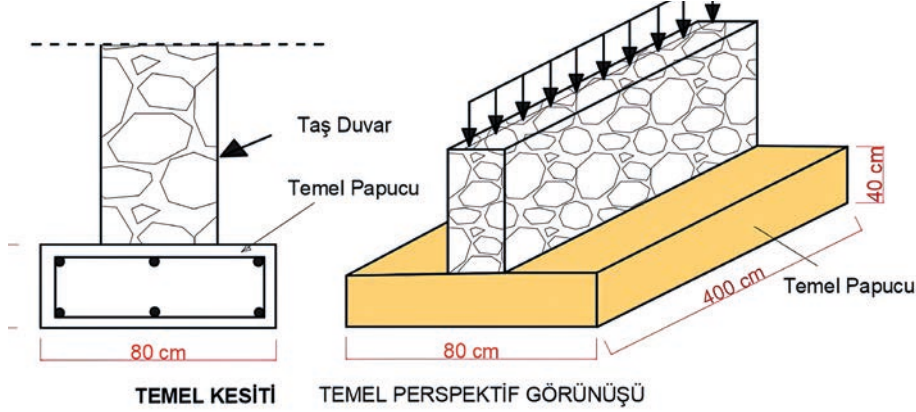 Taş Duvar
Temel Papucu
80 cm
TEMEL KESİTİ
40 cm
400 cm
Temel Papucu
80 cm
TEMEL PERSPEKTİF GÖRÜNÜŞÜ